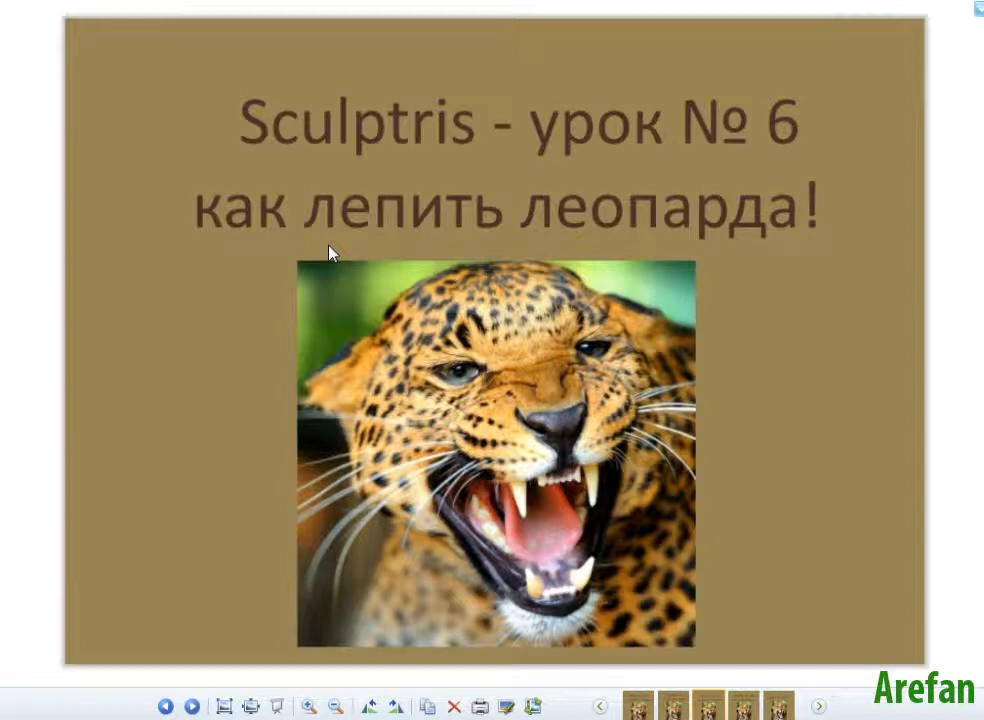 Sculptris - урок № 6
как лепить леопарда!
Arefan